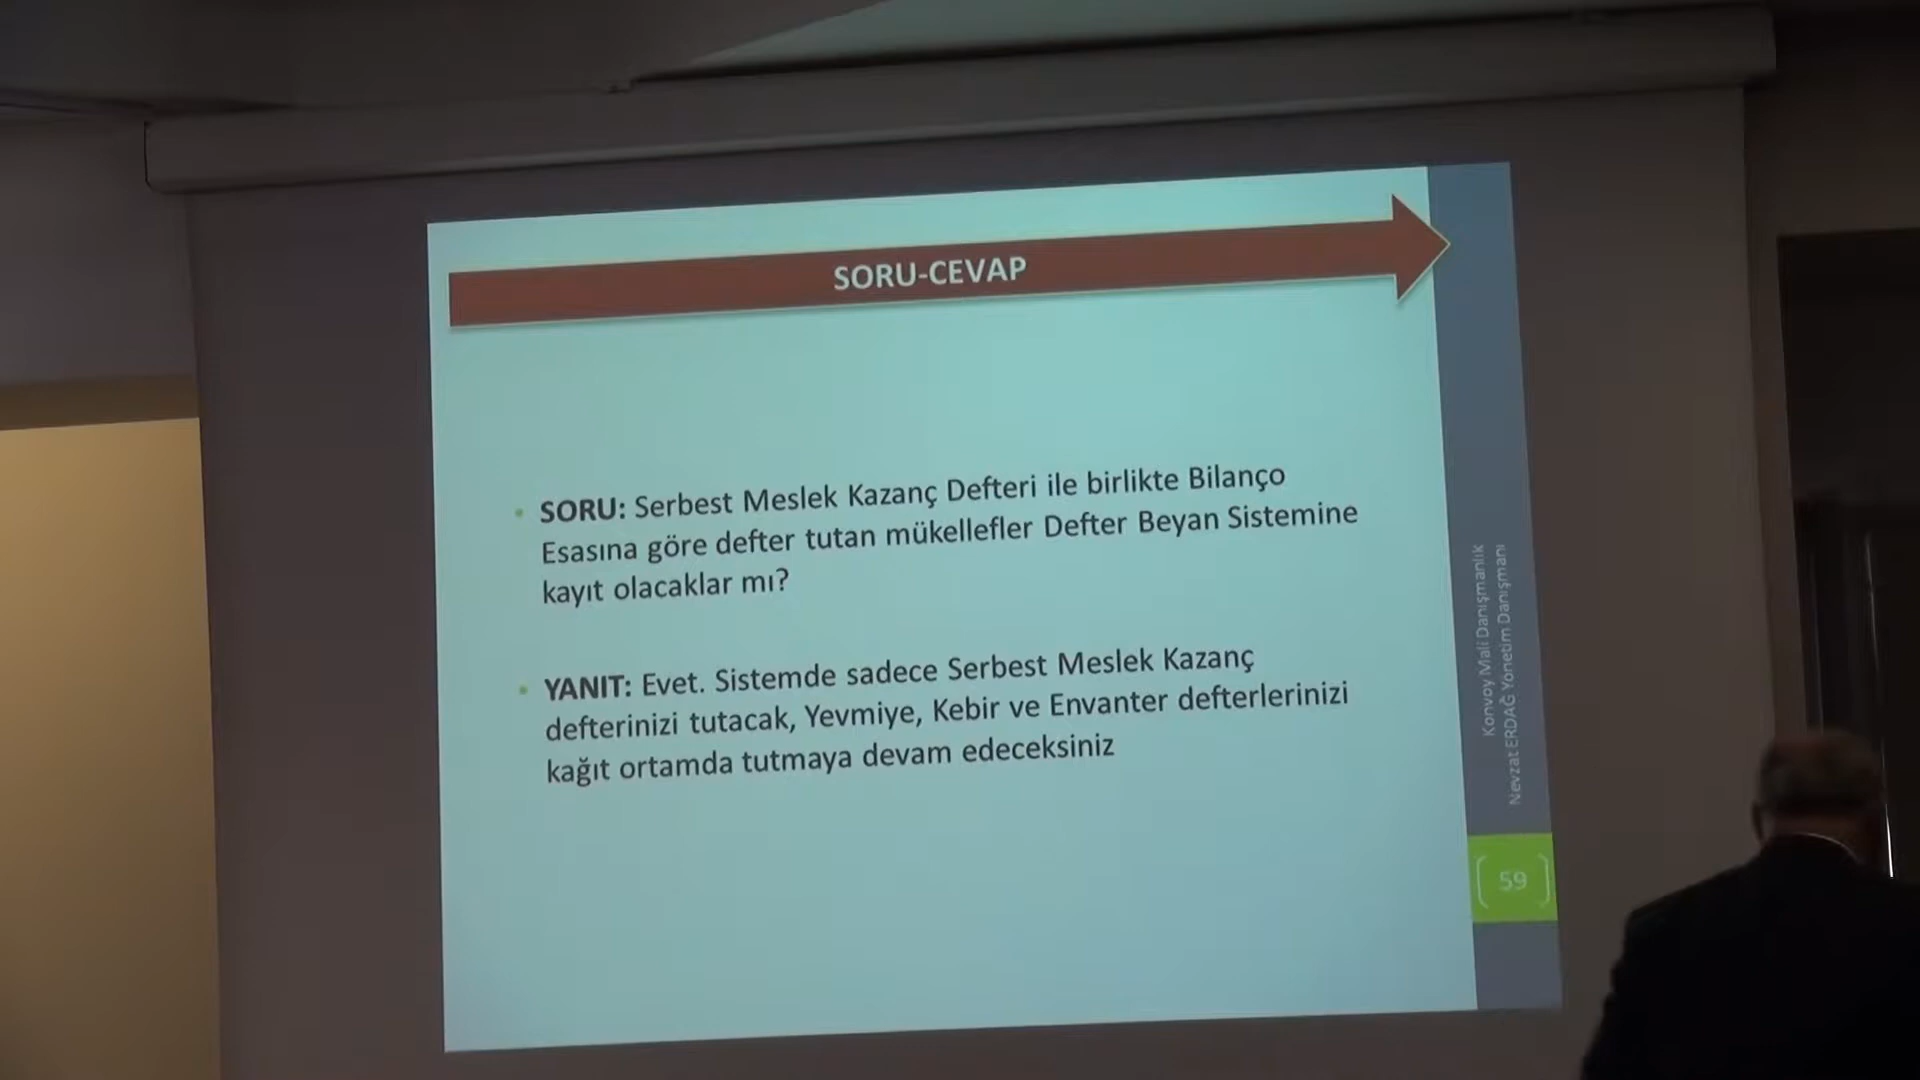 SORU-CEVAP
• SORU: Serbest Meslek Kazanç Defteri ile birlikte Bilanço
Esasına göre defter tutan mükellefler Defter Beyan Sistemine
kayıt olacaklar mı?
• YANIT: Evet. Sistemde sadece Serbest Meslek Kazanç
defterinizi tutacak, Yevmiye, Kebir ve Envanter defterlerinizi
kağıt ortamda tutmaya devam edeceksiniz
Konvoy Mali Danışmanlık
Nevzat ERDAĞ Yönetim Danışmanı
59